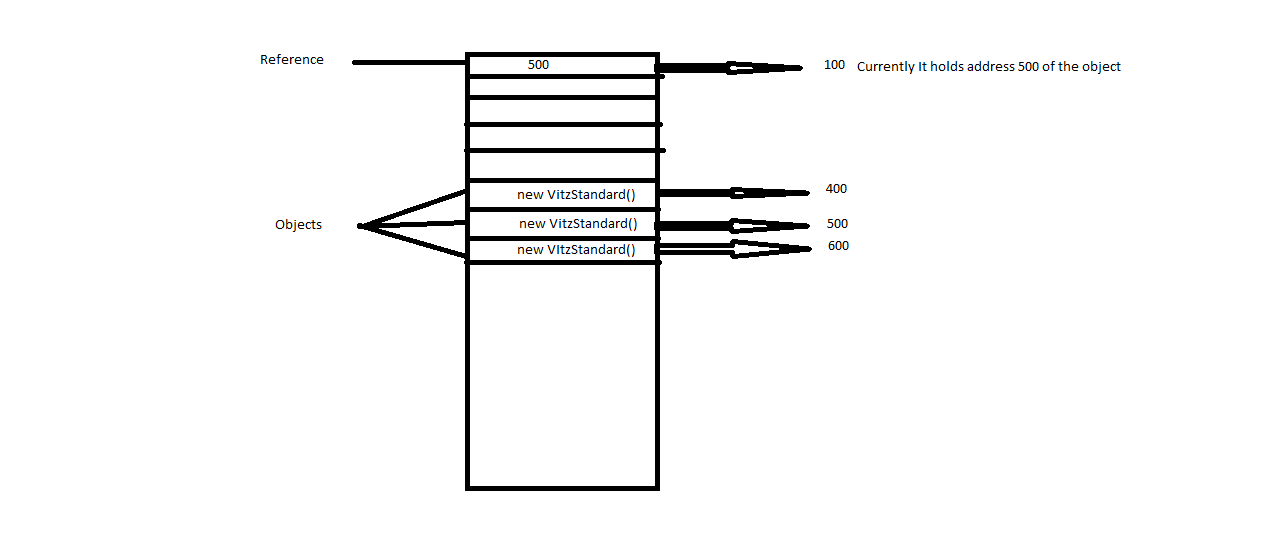 Reference
500
100 Currently It holds address 500 of the object
new VitzStandard()
400
Objects
new VitzStandard()
500
new VItzStandard()
600